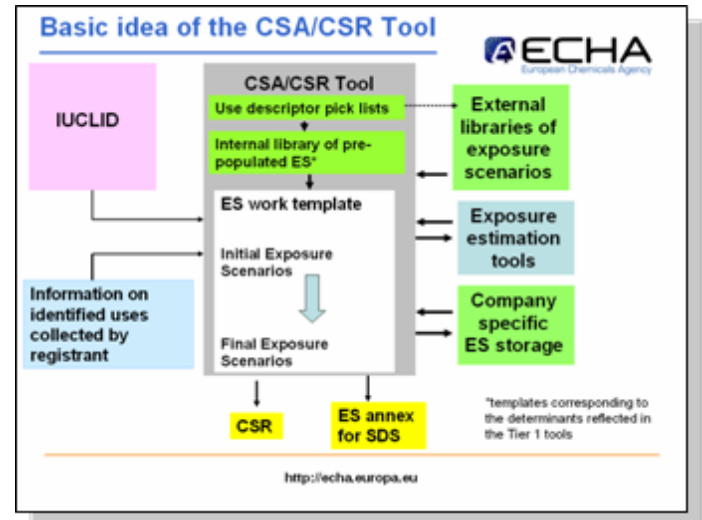 Basic idea of the CSA/CSR Tool
ECHA
European Chemicals Agency
IUCLID
CSA/CSR Tool
Use descriptor pick lists
Internal library of pre-
populated ES*
ES work template
Initial Exposure
Scenarios
Final Exposure
Scenarios
Information on
identified uses
collected by
registrant
External
libraries of
exposure
scenarios
Exposure
estimation
tools
Company
specific
ES storage
CSR
ES annex
for SDS
*templates corresponding to
the determinants reflected in
the Tier 1 tools
http://echa.europa.eu